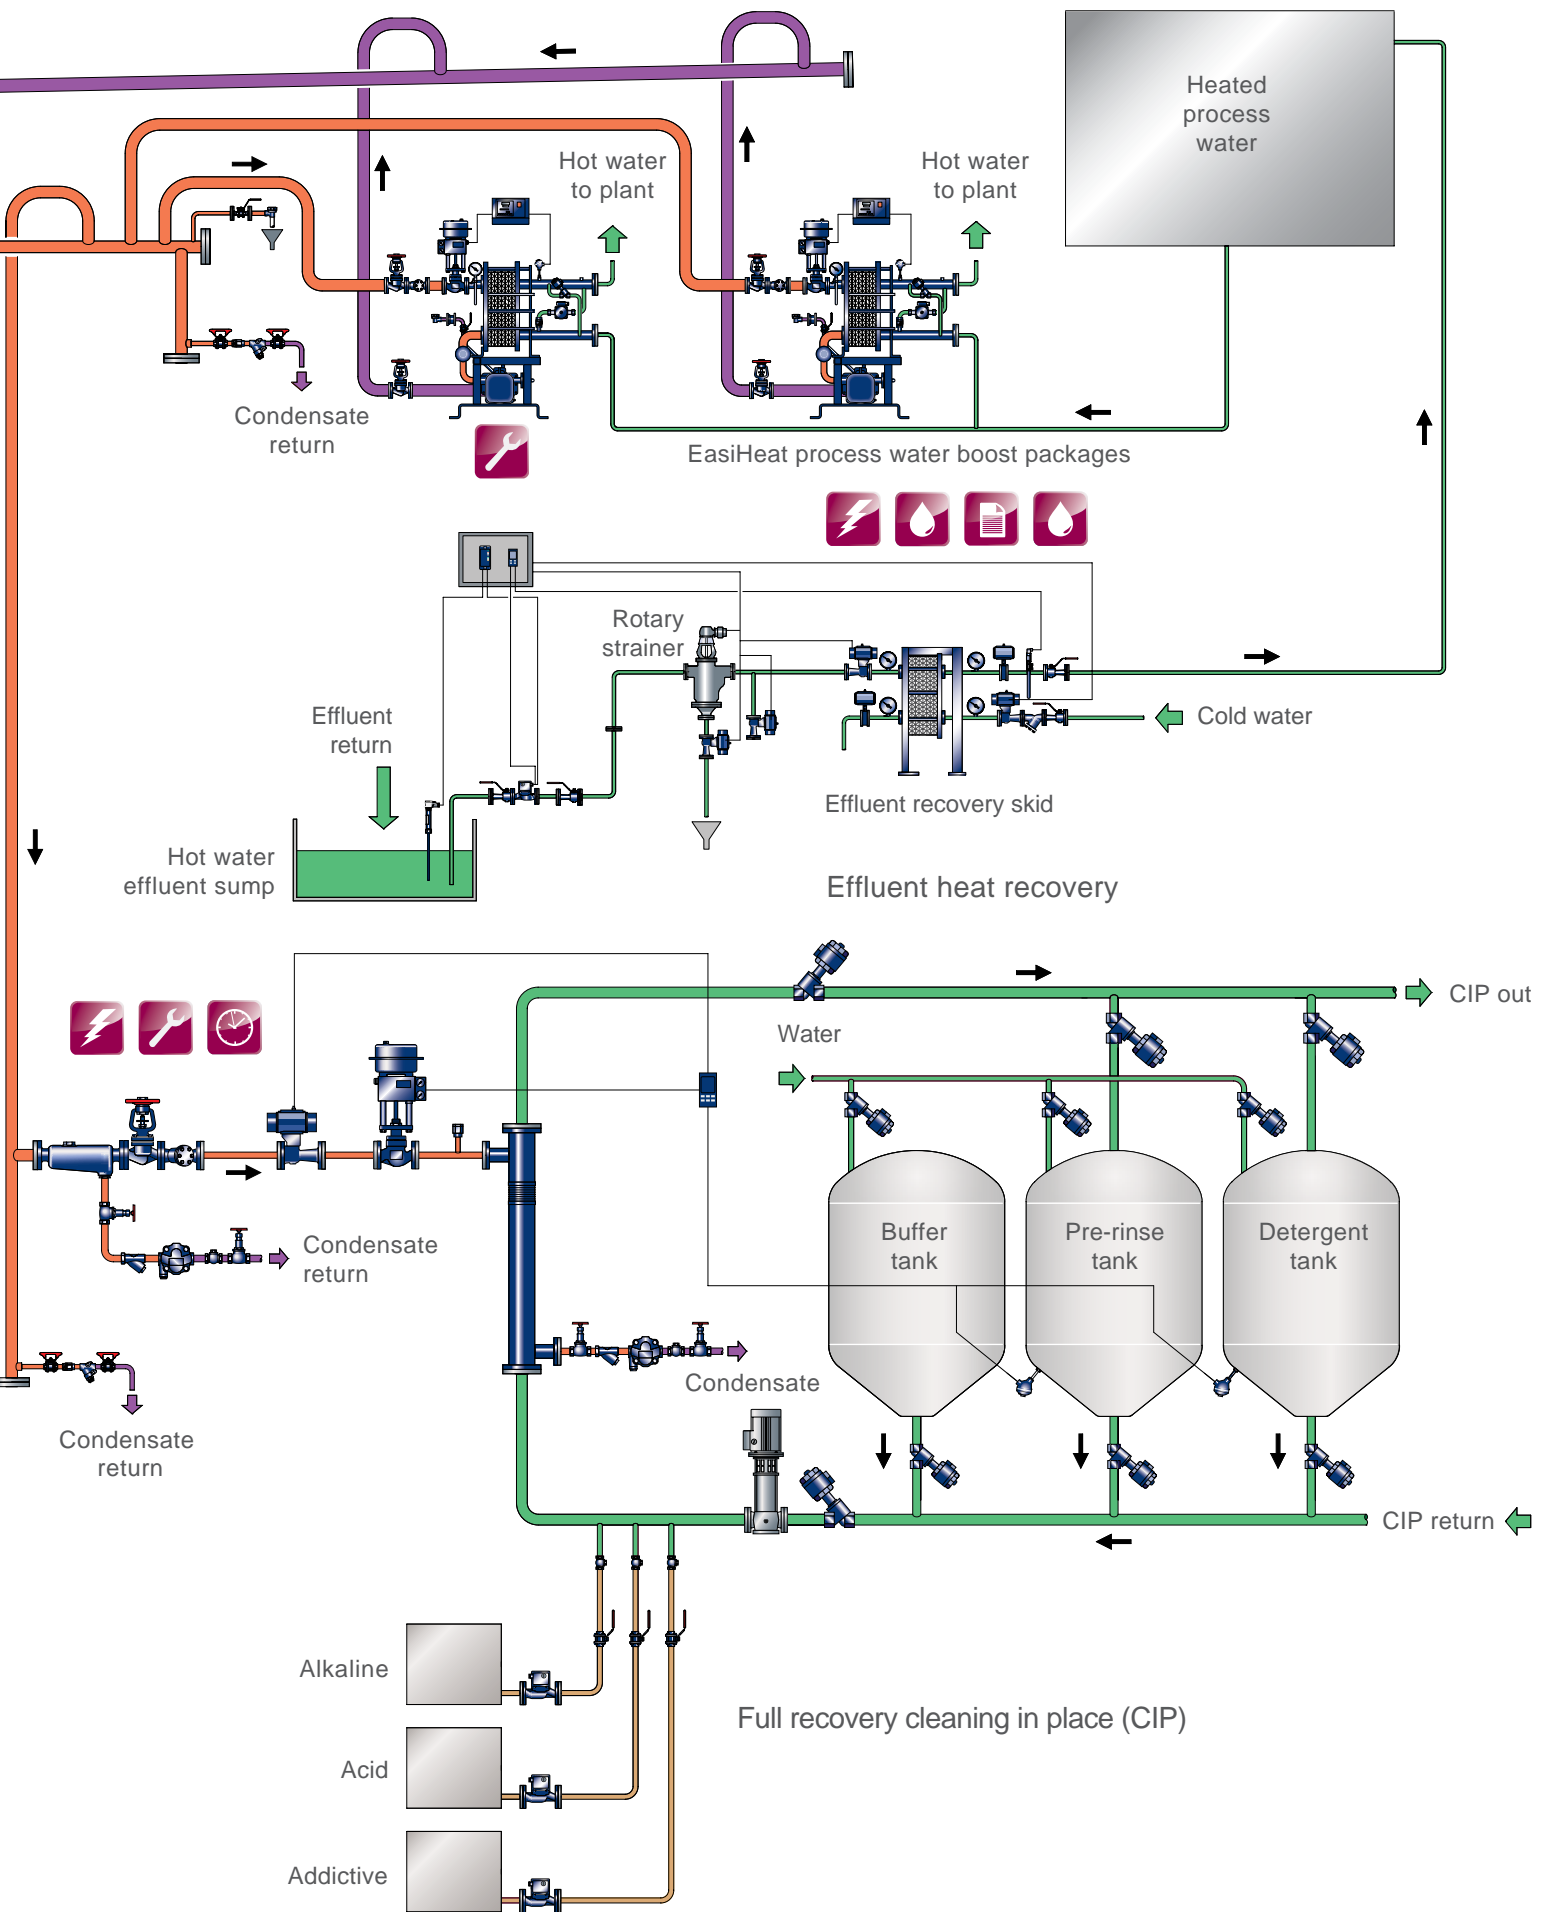 Heated
process
water
Hot water
to plant
Hot water
to plant
Condensate
return
EasiHeat process water boost packages
Rotary
strainer
Effluent
return
Cold water
Effluent recovery skid
Hot water
effluent sump
Effluent heat recovery
CIP out
Water
Buffer
tank
Pre-rinse
tank
Detergent
tank
Condensate
return
Condensate
Condensate
return
CIP return
Alkaline
Full recovery cleaning in place (CIP)
Acid
Addictive